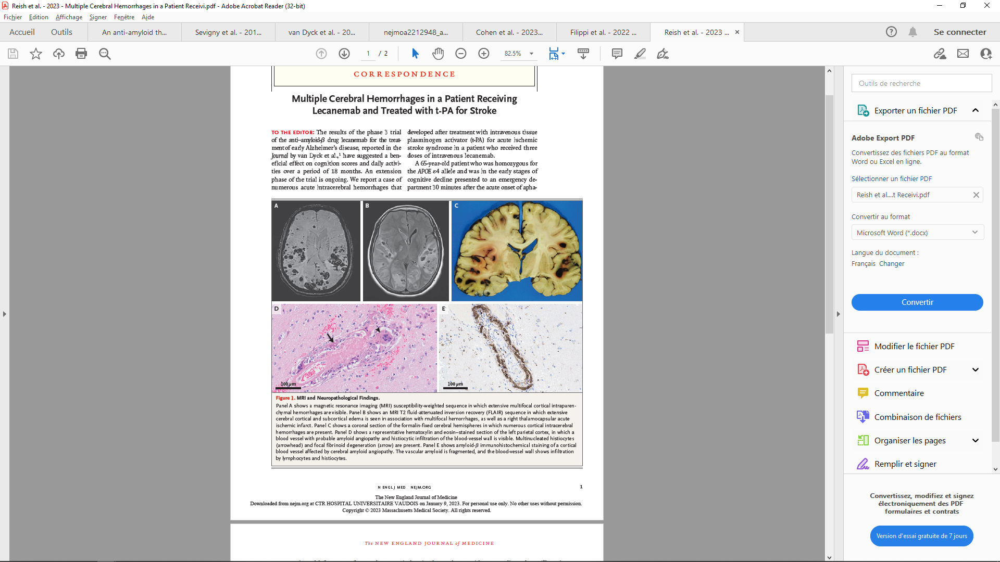 Reish et al. - 2023 - Multiple Cerebral Hemorrhages in a Patient Receivi.pdf - Adobe Acrobat Reader (32-bit)
Fichier Edition Affichage Signer Fenêtre Aide
Accueil Outils An anti-amyloid th... Sevigny et al. - 201... van Dyck et al. - 20... nejmoa2212948_a... Cohen et al. - 2023... Filippi et al. - 2022 ... Reish et al. - 2023 ... Se connecter
1 / 2 82.5%
CORRESPONDENCE
Multiple Cerebral Hemorrhages in a Patient Receiving
Lecanemab and Treated with t-PA for Stroke
TO THE EDITOR: The results of the phase 3 trial
of the anti–amyloid-β drug lecanemab for the treat-
ment of early Alzheimer's disease, reported in the
Journal by van Dyck et al.,¹ have suggested a ben-
eficial effect on cognition scores and daily activi-
ties over a period of 18 months. An extension
phase of the trial is ongoing. We report a case of
numerous acute intracerebral hemorrhages that
developed after treatment with intravenous tissue
plasminogen activator (t-PA) for acute ischemic
stroke syndrome in a patient who received three
doses of intravenous lecanemab.
A 65-year-old patient who was homozygous for
the APOE ε4 allele and was in the early stages of
cognitive decline presented to an emergency de-
partment 30 minutes after the acute onset of apha-
A
B
C
D
E
100 μm
100 μm
Figure 1. MRI and Neuropathological Findings.
Panel A shows a magnetic resonance imaging (MRI) susceptibility-weighted sequence in which extensive multifocal cortical intraparen-
chymal hemorrhages are visible. Panel B shows an MRI T2 fluid-attenuated inversion recovery (FLAIR) sequence in which extensive
cerebral cortical and subcortical edema is seen in association with multifocal hemorrhages, as well as a right thalamocapsular acute
ischemic infarct. Panel C shows a coronal section of the formalin-fixed cerebral hemispheres in which numerous cortical intracerebral
hemorrhages are present. Panel D shows a representative hematoxylin and eosin–stained section of the left parietal cortex, in which a
blood vessel with probable amyloid angiopathy and histiocytic infiltration of the blood-vessel wall is visible. Multinucleated histiocytes
(arrowhead) and focal fibrinoid degeneration (arrow) are present. Panel E shows amyloid-β immunohistochemical staining of a cortical
blood vessel affected by cerebral amyloid angiopathy. The vascular amyloid is fragmented, and the blood-vessel wall shows infiltration
by lymphocytes and histiocytes.
N ENGL J MED NEJM.ORG 1
The New England Journal of Medicine
Downloaded from nejm.org at CTR HOSPITAL UNIVERSITAIRE VAUDOIS on January 9, 2023. For personal use only. No other uses without permission.
Copyright © 2023 Massachusetts Medical Society. All rights reserved.
The NEW ENGLAND JOURNAL of MEDICINE
Outils de recherche
Exporter un fichier PDF
Adobe Export PDF
Convertissez des fichiers PDF au format
Word ou Excel en ligne.
Sélectionner un fichier PDF
Reish et al....t Receivi.pdf
Convertir au format
Microsoft Word (*.docx)
Langue du document :
Français Changer
Convertir
Modifier le fichier PDF
Créer un fichier PDF
Commentaire
Combinaison de fichiers
Organiser les pages
Remplir et signer
Convertissez, modifiez et signez
électroniquement des PDF
formulaires et contrats
Version d'essai gratuite de 7 jours